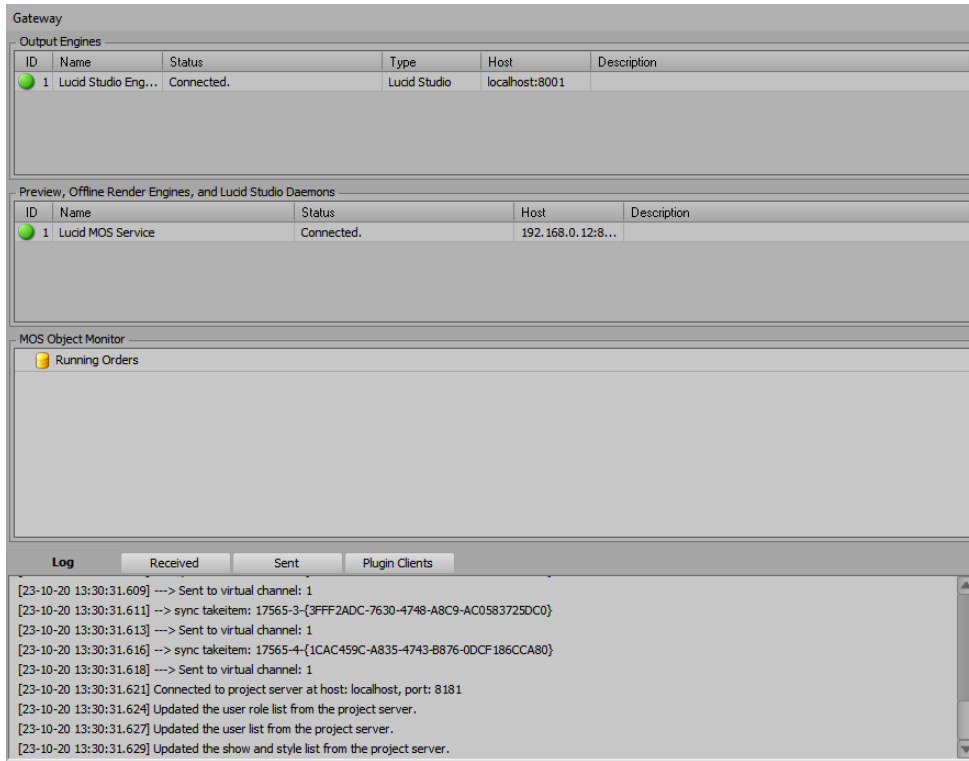 Gateway
Output Engines
ID Name Status Type Host Description
1 Lucid Studio Eng... Connected. Lucid Studio localhost:8001
Preview, Offline Render Engines, and Lucid Studio Daemons
ID Name Status Host Description
1 Lucid MOS Service Connected. 192.168.0.12:8...
MOS Object Monitor
Running Orders
Log Received Sent Plugin Clients
[23-10-20 13:30:31.609] ---> Sent to virtual channel: 1
[23-10-20 13:30:31.611] --> sync takeitem: 17565-3-{3FFF2ADC-7630-4748-A8C9-AC0583725DC0}
[23-10-20 13:30:31.613] ---> Sent to virtual channel: 1
[23-10-20 13:30:31.616] --> sync takeitem: 17565-4-{1CAC459C-A835-4743-B876-0DCF186CCA80}
[23-10-20 13:30:31.618] ---> Sent to virtual channel: 1
[23-10-20 13:30:31.621] Connected to project server at host: localhost, port: 8181
[23-10-20 13:30:31.624] Updated the user role list from the project server.
[23-10-20 13:30:31.627] Updated the user list from the project server.
[23-10-20 13:30:31.629] Updated the show and style list from the project server.